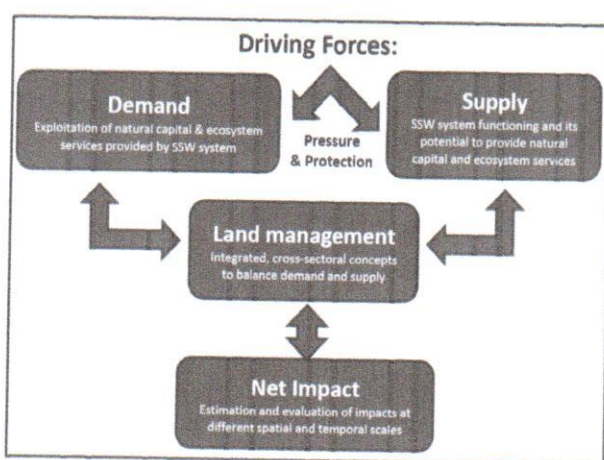 Driving Forces:
Demand
Exploitation of natural capital & ecosystem
services provided by SSW system
Pressure
& Protection
Supply
SSW system functioning and its
potential to provide natural
capital and ecosystem services
Land management
Integrated, cross-sectoral concepts
to balance demand and supply
Net Impact
Estimation and evaluation of impacts at
different spatial and temporal scales